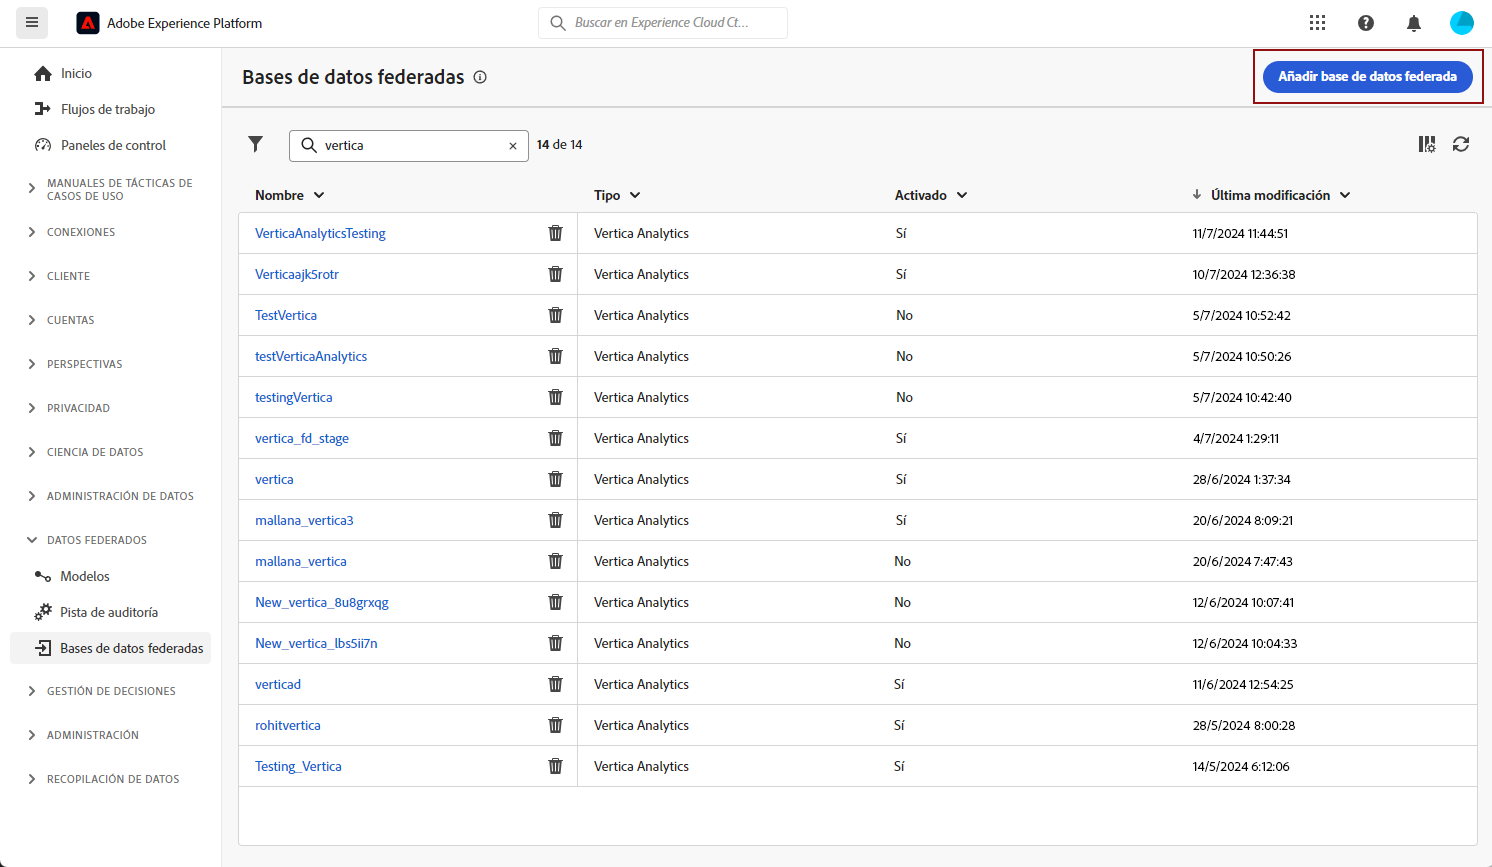 Adobe Experience Platform
Buscar en Experience Cloud Ct...
Inicio
Flujos de trabajo
Paneles de control
MANUALES DE TÁCTICAS DE
CASOS DE USO
CONEXIONES
CLIENTE
CUENTAS
PERSPECTIVAS
PRIVACIDAD
CIENCIA DE DATOS
ADMINISTRACIÓN DE DATOS
DATOS FEDERADOS
Modelos
Pista de auditoría
Bases de datos federadas
GESTIÓN DE DECISIONES
ADMINISTRACIÓN
RECOPILACIÓN DE DATOS
Bases de datos federadas
Añadir base de datos federada
vertica
14 de 14
Nombre Tipo Activado Última modificación
VerticaAnalyticsTesting Vertica Analytics Sí 11/7/2024 11:44:51
Verticaajk5rotr Vertica Analytics Sí 10/7/2024 12:36:38
TestVertica Vertica Analytics No 5/7/2024 10:52:42
testVerticaAnalytics Vertica Analytics No 5/7/2024 10:50:26
testingVertica Vertica Analytics No 5/7/2024 10:42:40
vertica_fd_stage Vertica Analytics Sí 4/7/2024 1:29:11
vertica Vertica Analytics Sí 28/6/2024 1:37:34
mallana_vertica3 Vertica Analytics Sí 20/6/2024 8:09:21
mallana_vertica Vertica Analytics No 20/6/2024 7:47:43
New_vertica_8u8grxqg Vertica Analytics No 12/6/2024 10:07:41
New_vertica_lbs5ii7n Vertica Analytics No 12/6/2024 10:04:33
verticad Vertica Analytics Sí 11/6/2024 12:54:25
rohitvertica Vertica Analytics Sí 28/5/2024 8:00:28
Testing_Vertica Vertica Analytics Sí 14/5/2024 6:12:06